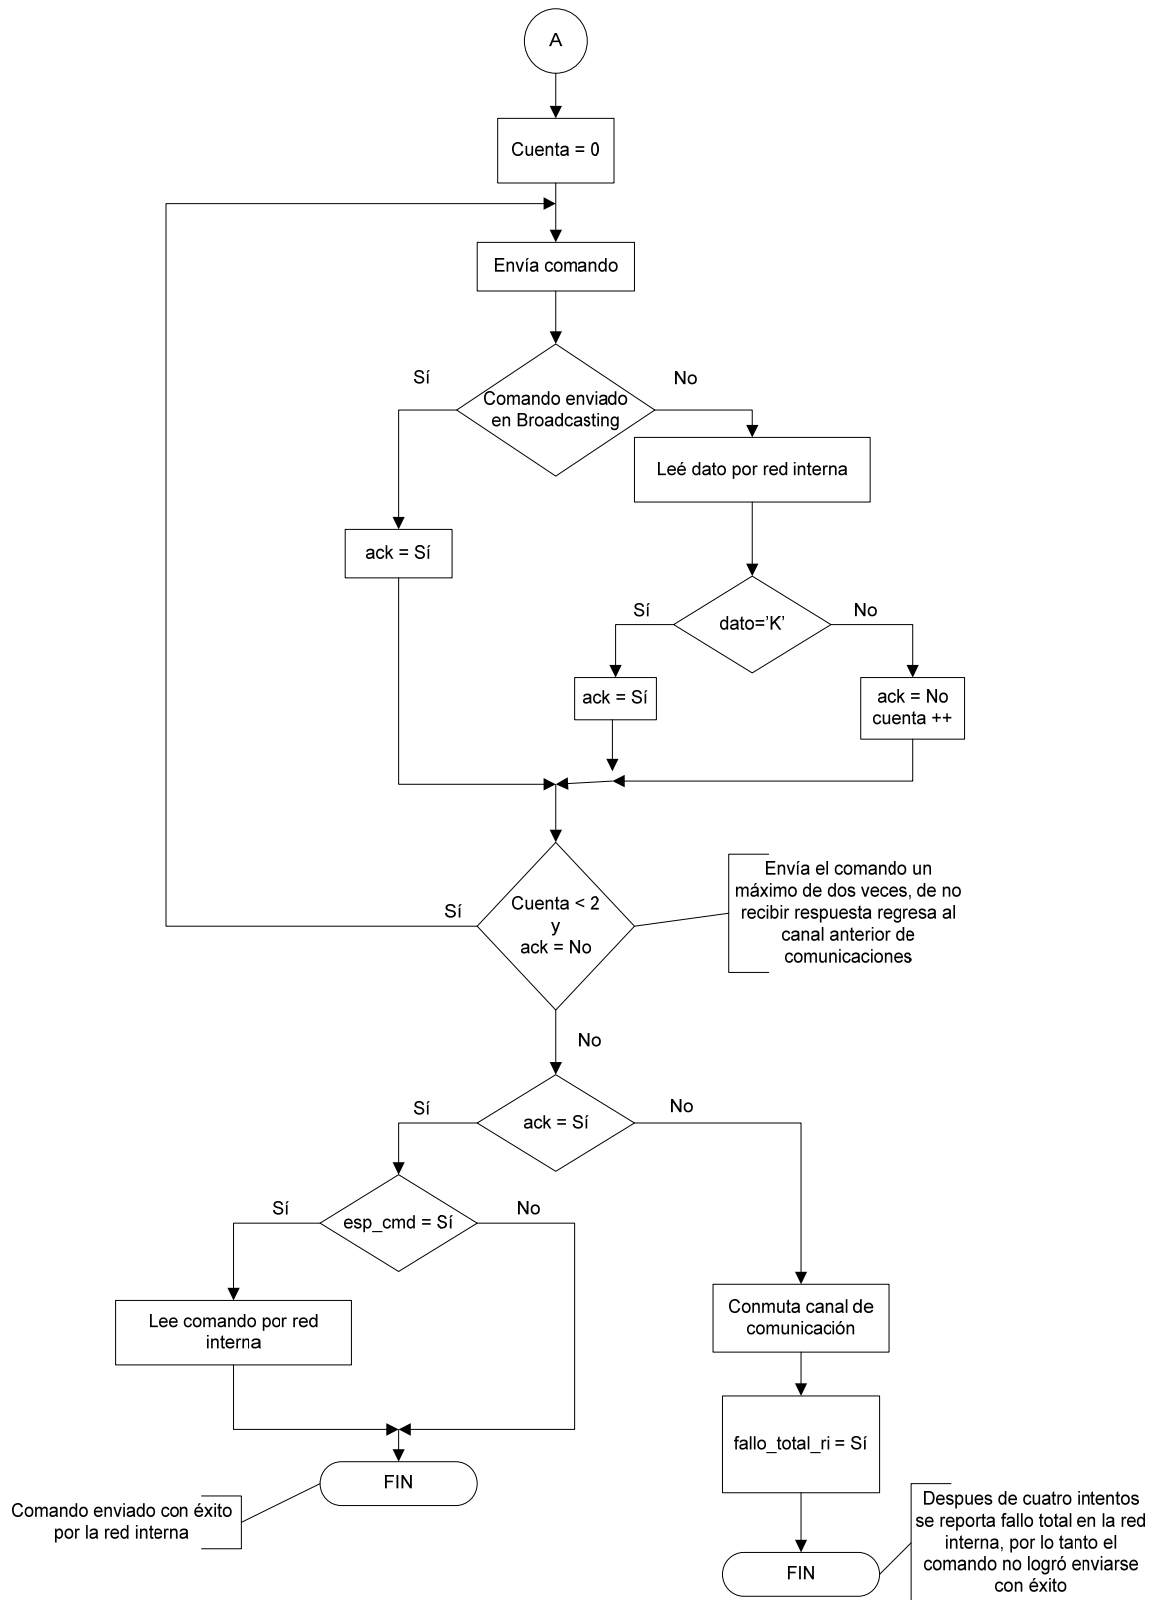 A
Cuenta = 0
Envía comando
Sí
No
Comando enviado
en Broadcasting
Leé dato por red interna
ack = Sí
Sí
No
dato='K'
ack = Sí
ack = No
cuenta ++
Sí
Cuenta < 2
y
ack = No
Envía el comando un
máximo de dos veces, de no
recibir respuesta regresa al
canal anterior de
comunicaciones
No
Sí
No
ack = Sí
Sí
No
esp_cmd = Sí
Lee comando por red
interna
Conmuta canal de
comunicación
fallo_total_ri = Sí
FIN
Comando enviado con éxito
por la red interna
FIN
Despues de cuatro intentos
se reporta fallo total en la red
interna, por lo tanto el
comando no logró enviarse
con éxito